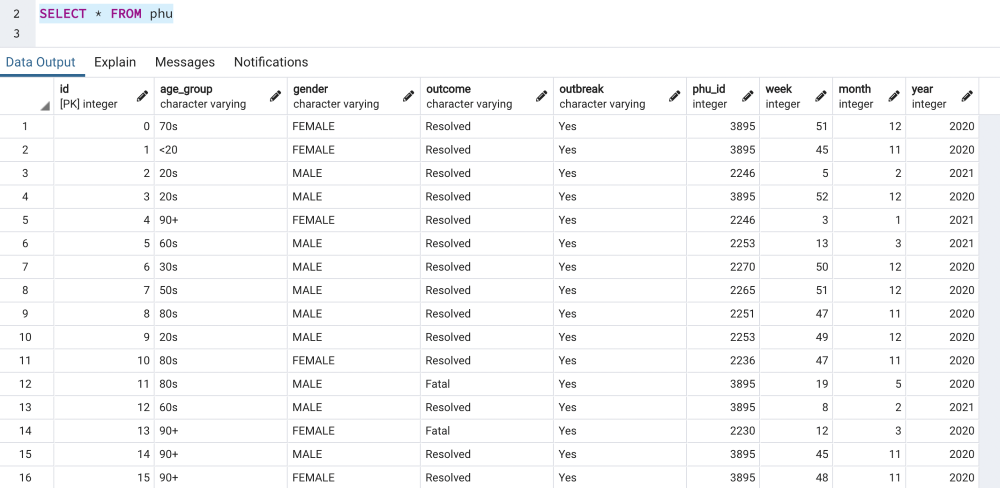 2 SELECT * FROM phu
3
Data Output Explain Messages Notifications
id age_group gender outcome outbreak phu_id week month year
[PK] integer character varying character varying character varying character varying integer integer integer integer
1 0 70s FEMALE Resolved Yes 3895 51 12 2020
2 1 <20 FEMALE Resolved Yes 3895 45 11 2020
3 2 20s MALE Resolved Yes 2246 5 2 2021
4 3 20s MALE Resolved Yes 3895 52 12 2020
5 4 90+ FEMALE Resolved Yes 2246 3 1 2021
6 5 60s MALE Resolved Yes 2253 13 3 2021
7 6 30s MALE Resolved Yes 2270 50 12 2020
8 7 50s MALE Resolved Yes 2265 51 12 2020
9 8 80s MALE Resolved Yes 2251 47 11 2020
10 9 20s MALE Resolved Yes 2253 49 12 2020
11 10 80s FEMALE Resolved Yes 2236 47 11 2020
12 11 80s MALE Fatal Yes 3895 19 5 2020
13 12 60s MALE Resolved Yes 3895 8 2 2021
14 13 90+ FEMALE Fatal Yes 2230 12 3 2020
15 14 90+ MALE Resolved Yes 3895 45 11 2020
16 15 90+ FEMALE Resolved Yes 3895 48 11 2020